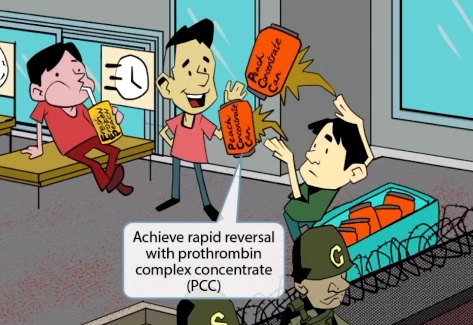 Peach
Concentrate
Can
Peach
Concentrate
Can
Achieve rapid reversal
with prothrombin
complex concentrate
(PCC)
G